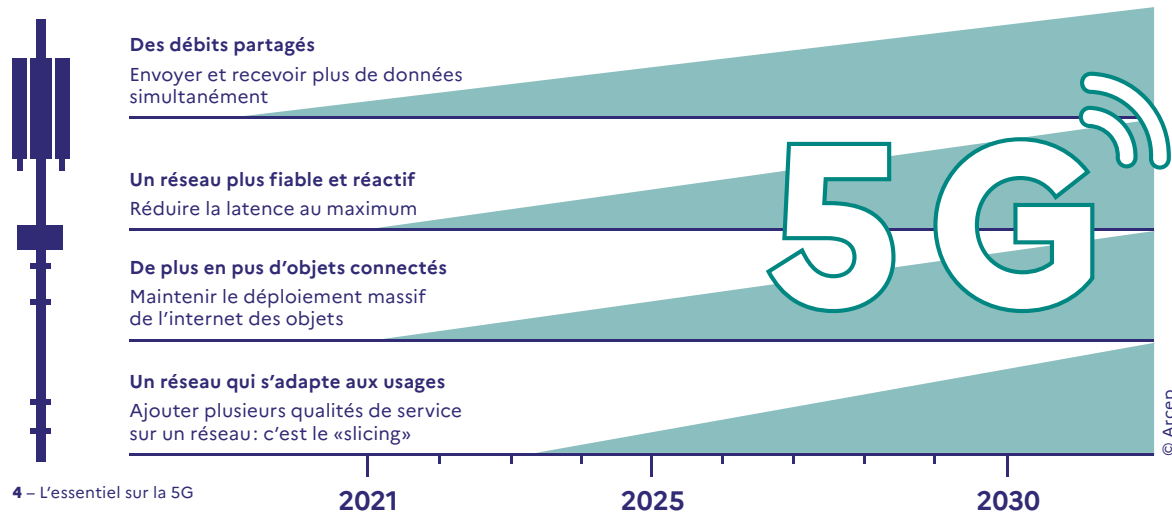 Des débits partagés
Envoyer et recevoir plus de données
simultanément
Un réseau plus fiable et réactif
Réduire la latence au maximum
De plus en pus d’objets connectés
Maintenir le déploiement massif
de l’internet des objets
Un réseau qui s’adapte aux usages
Ajouter plusieurs qualités de service
sur un réseau: c’est le «slicing»
5G
© Arcep
2021 2025 2030
4 – L’essentiel sur la 5G